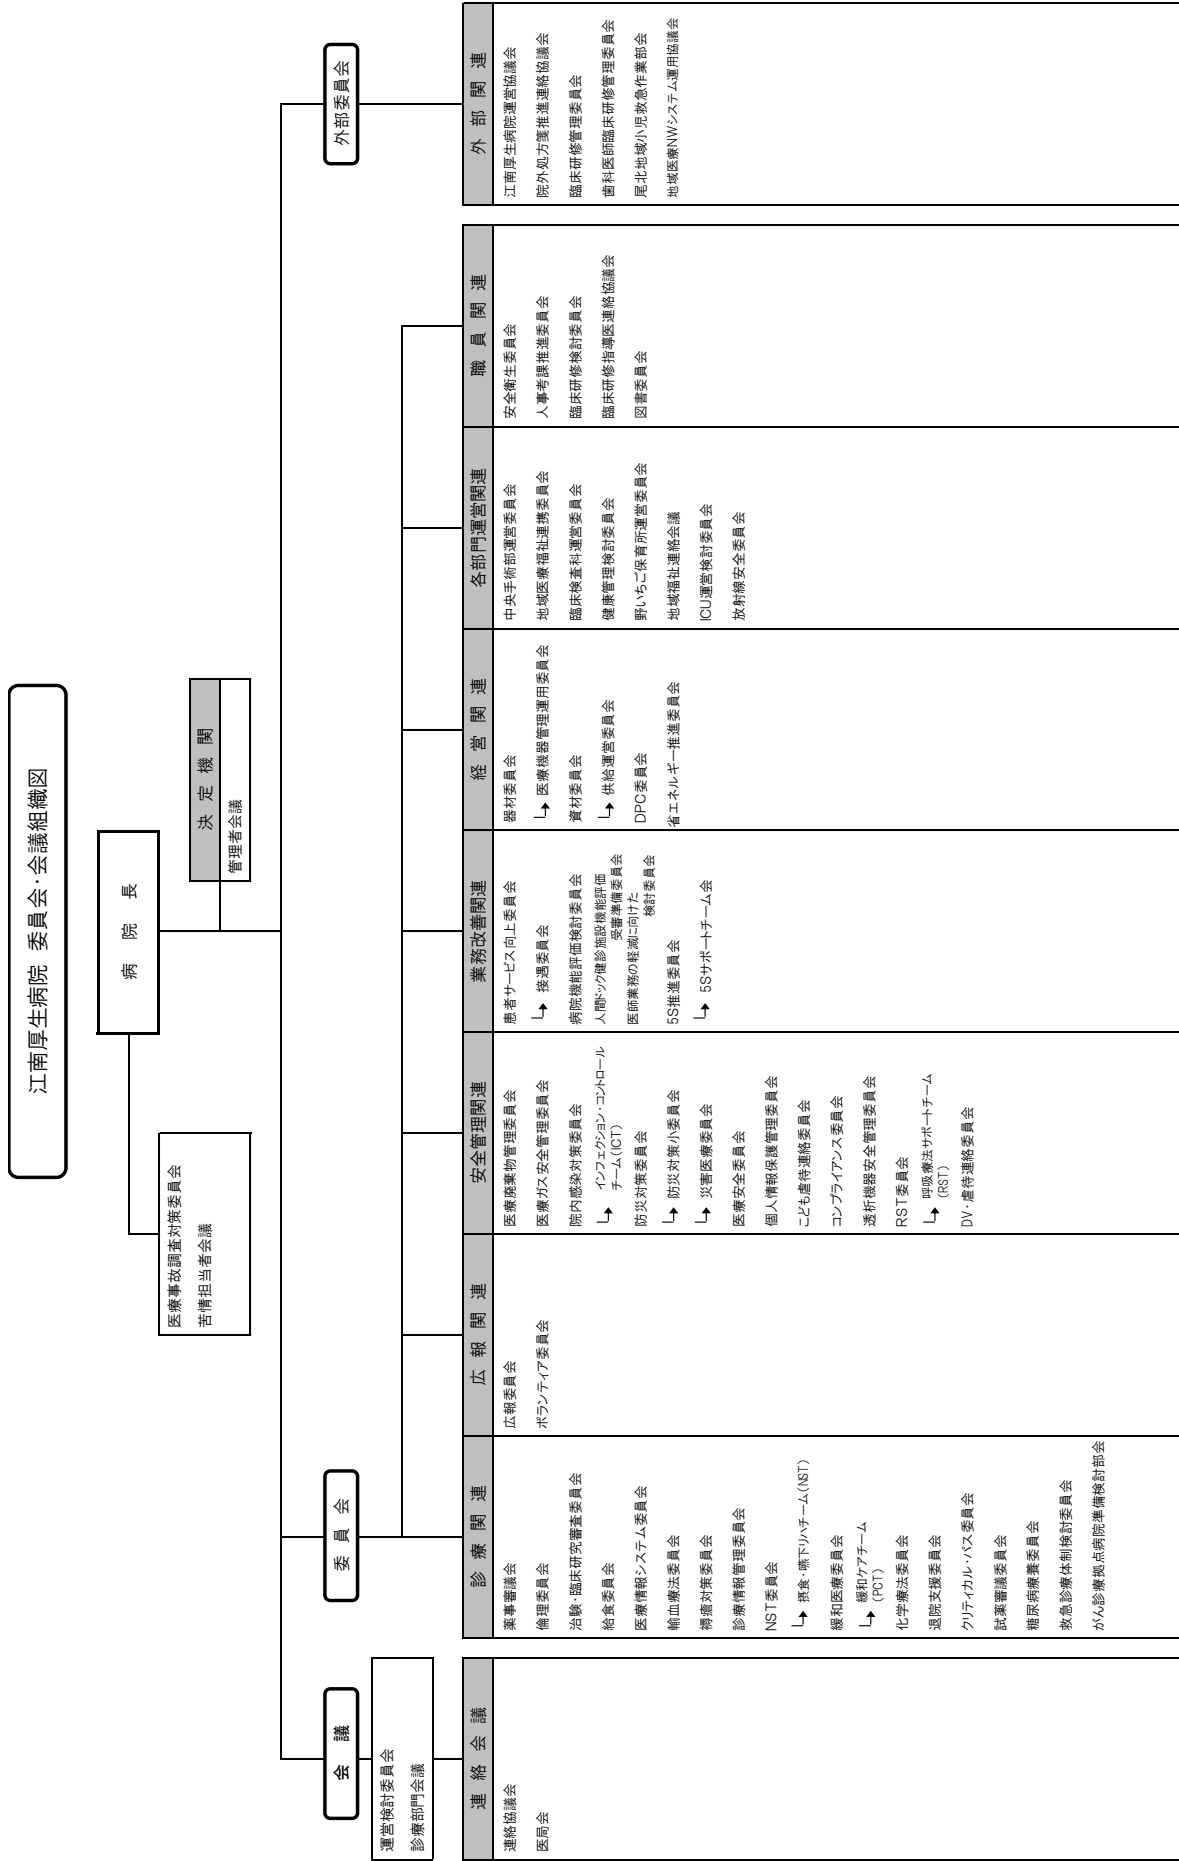 江南厚生病院 委員会･会議組織図
病院長
医療事故調査対策委員会
苦情担当者会議
決定機関
管理者会議
会議
運営検討委員会
診療部門会議
連絡会議
連絡協議会
医局会
委員会
診療関連
薬事審議会
倫理委員会
治験･臨床研究審査委員会
給食委員会
医療情報システム委員会
輸血療法委員会
褥瘡対策委員会
診療情報管理委員会
NST委員会
摂食･嚥下リハチーム(NST)
緩和医療委員会
緩和ケアチーム
(PCT)
化学療法委員会
退院支援委員会
クリティカル･パス委員会
試薬審議委員会
糖尿病療養委員会
救急診療体制検討委員会
がん診療拠点病院準備検討部会
広報関連
広報委員会
ボランティア委員会
安全管理関連
医療廃棄物管理委員会
医療ガス安全管理委員会
院内感染対策委員会
インフェクション･コントロール
チーム(ICT)
防災対策委員会
防災対策小委員会
災害医療委員会
医療安全委員会
個人情報保護管理委員会
こども虐待連絡委員会
コンプライアンス委員会
透析機器安全管理委員会
RST委員会
呼吸療法サポートチーム
(RST)
DV･虐待連絡委員会
業務改善関連
患者サービス向上委員会
接遇委員会
病院機能評価検討委員会
人間ドック健診施設機能評価
受審準備委員会
医師業務の軽減に向けた
検討委員会
5S推進委員会
5Sサポートチーム会
経営関連
器材委員会
医療機器管理運用委員会
資材委員会
供給運営委員会
DPC委員会
省エネルギー推進委員会
各部門運営関連
中央手術部運営委員会
地域医療福祉連携委員会
臨床検査科運営委員会
健康管理検討委員会
野いちご保育所運営委員会
地域福祉連絡会議
ICU運営検討委員会
放射線安全委員会
職員関連
安全衛生委員会
人事考課推進委員会
臨床研修検討委員会
臨床研修指導医連絡協議会
図書委員会
外部委員会
外部関連
江南厚生病院運営協議会
院外処方箋推進連絡協議会
臨床研修管理委員会
歯科医師臨床研修管理委員会
尾北地域小児救急作業部会
地域医療NWシステム運用協議会